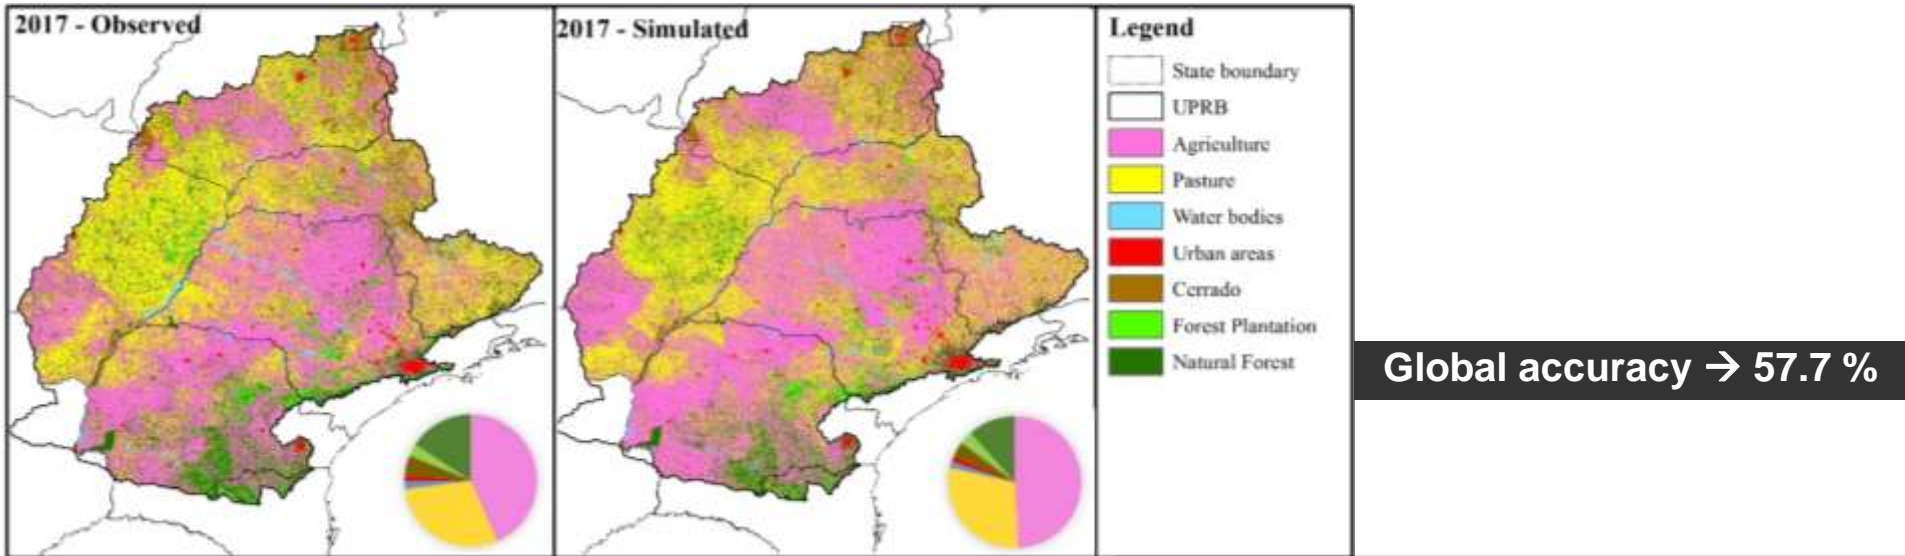 2017 - Observed
2017 - Simulated
Legend
State boundary
UPRB
Agriculture
Pasture
Water bodies
Urban areas
Cerrado
Forest Plantation
Natural Forest
Global accuracy → 57.7 %